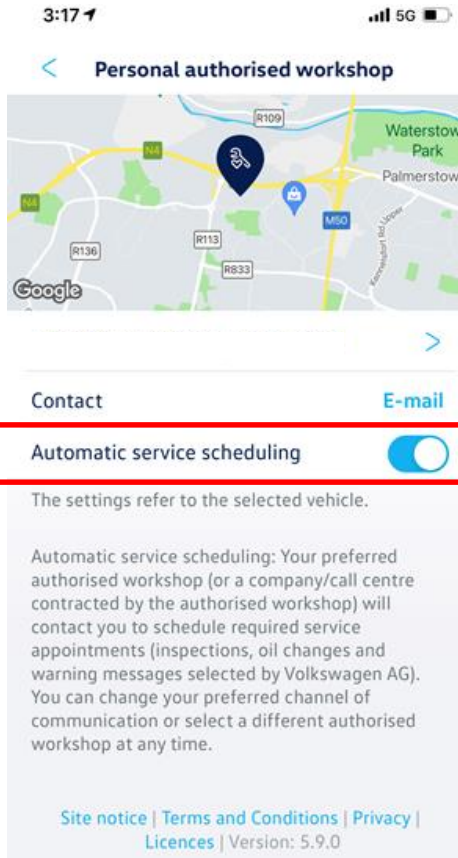 3:17
5G
Personal authorised workshop
R109
Waterstow
Park
Palmerstow
N4
N4
M50
R113
R136
R833
Kennelsfort Rd Upper
Google
Contact E-mail
Automatic service scheduling
The settings refer to the selected vehicle.
Automatic service scheduling: Your preferred
authorised workshop (or a company/call centre
contracted by the authorised workshop) will
contact you to schedule required service
appointments (inspections, oil changes and
warning messages selected by Volkswagen AG).
You can change your preferred channel of
communication or select a different authorised
workshop at any time.
Site notice | Terms and Conditions | Privacy |
Licences | Version: 5.9.0